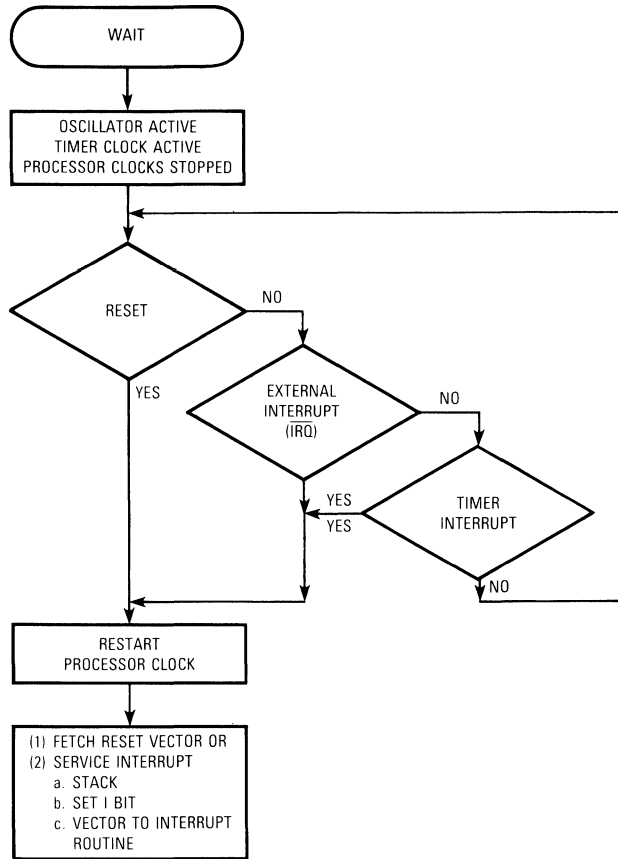 WAIT
OSCILLATOR ACTIVE
TIMER CLOCK ACTIVE
PROCESSOR CLOCKS STOPPED
RESET
NO
YES
EXTERNAL
INTERRUPT
(I̅R̅Q̅)
NO
YES
YES
TIMER
INTERRUPT
NO
RESTART
PROCESSOR CLOCK
(1) FETCH RESET VECTOR OR
(2) SERVICE INTERRUPT
a. STACK
b. SET I BIT
c. VECTOR TO INTERRUPT
ROUTINE